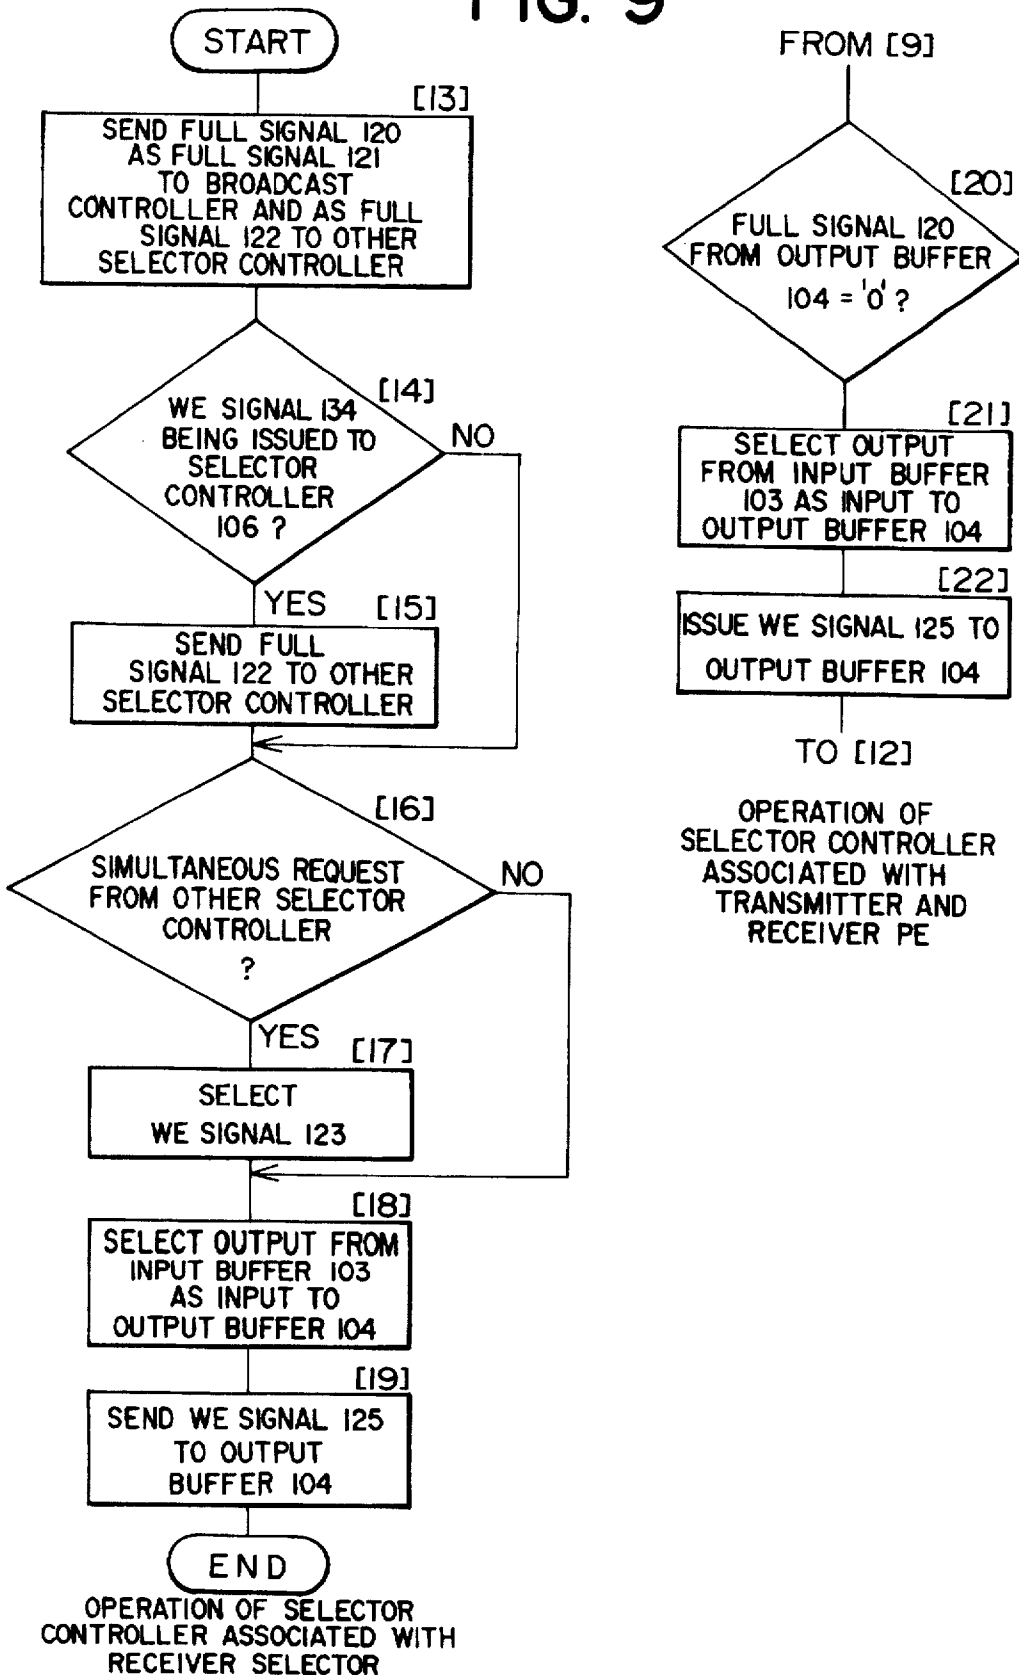 FIG. 9
START
[13]
SEND FULL SIGNAL 120
AS FULL SIGNAL 121
TO BROADCAST
CONTROLLER AND AS FULL
SIGNAL 122 TO OTHER
SELECTOR CONTROLLER
[14]
WE SIGNAL 134
BEING ISSUED TO
SELECTOR
CONTROLLER
106 ?
NO
YES
[15]
SEND FULL
SIGNAL 122 TO OTHER
SELECTOR CONTROLLER
[16]
SIMULTANEOUS REQUEST
FROM OTHER SELECTOR
CONTROLLER
?
NO
YES
[17]
SELECT
WE SIGNAL 123
[18]
SELECT OUTPUT FROM
INPUT BUFFER 103
AS INPUT TO
OUTPUT BUFFER 104
[19]
SEND WE SIGNAL 125
TO OUTPUT
BUFFER 104
END
OPERATION OF SELECTOR
CONTROLLER ASSOCIATED WITH
RECEIVER SELECTOR
FROM [9]
[20]
FULL SIGNAL 120
FROM OUTPUT BUFFER
104 = '0' ?
[21]
SELECT OUTPUT
FROM INPUT BUFFER
103 AS INPUT TO
OUTPUT BUFFER 104
[22]
ISSUE WE SIGNAL 125 TO
OUTPUT BUFFER 104
TO [12]
OPERATION OF
SELECTOR CONTROLLER
ASSOCIATED WITH
TRANSMITTER AND
RECEIVER PE